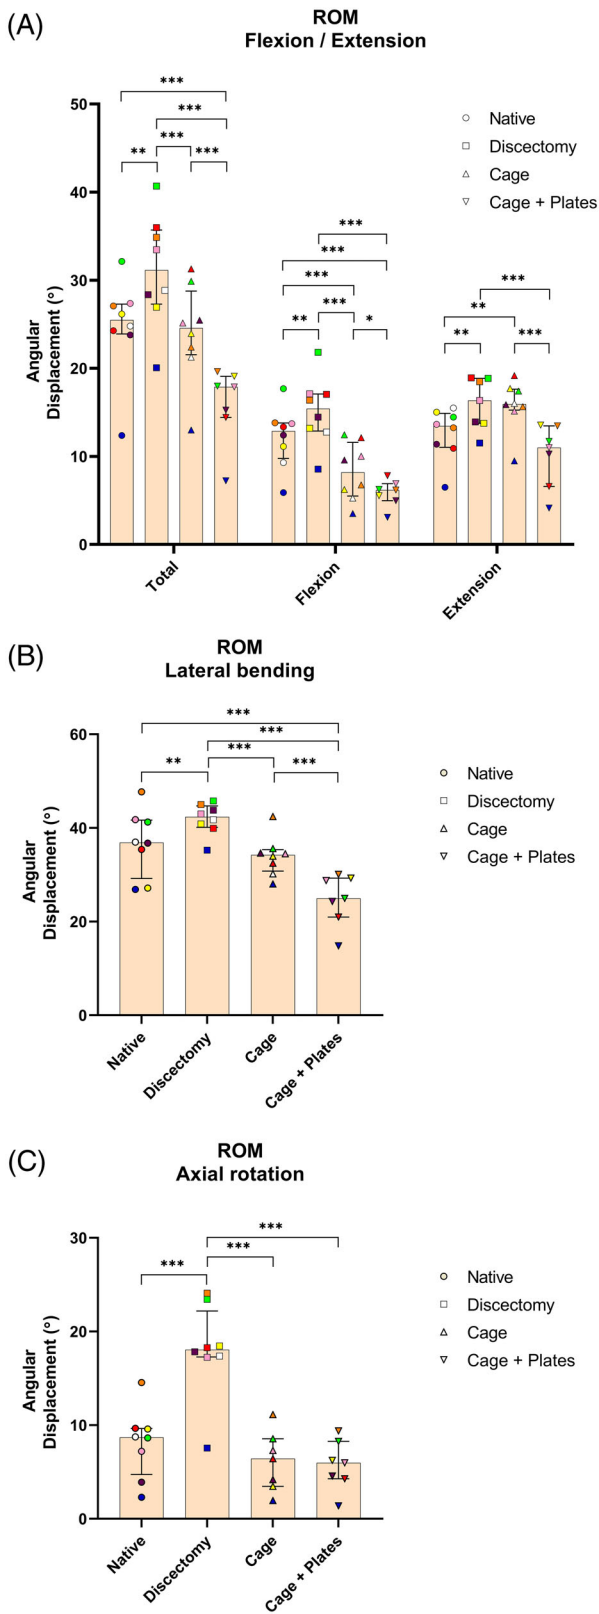 (A)
ROM
Flexion / Extension
Angular
Displacement (°)
50
40
30
20
10
0
***
***
***
**
***
***
***
***
***
**
*
***
**
**
***
Native
Discectomy
Cage
Cage + Plates
Total
Flexion
Extension
(B)
ROM
Lateral bending
Angular
Displacement (°)
60
40
20
0
***
***
***
**
***
Native
Discectomy
Cage
Cage + Plates
Native
Discectomy
Cage
Cage + Plates
(C)
ROM
Axial rotation
Angular
Displacement (°)
30
20
10
0
***
***
***
Native
Discectomy
Cage
Cage + Plates
Native
Discectomy
Cage
Cage + Plates